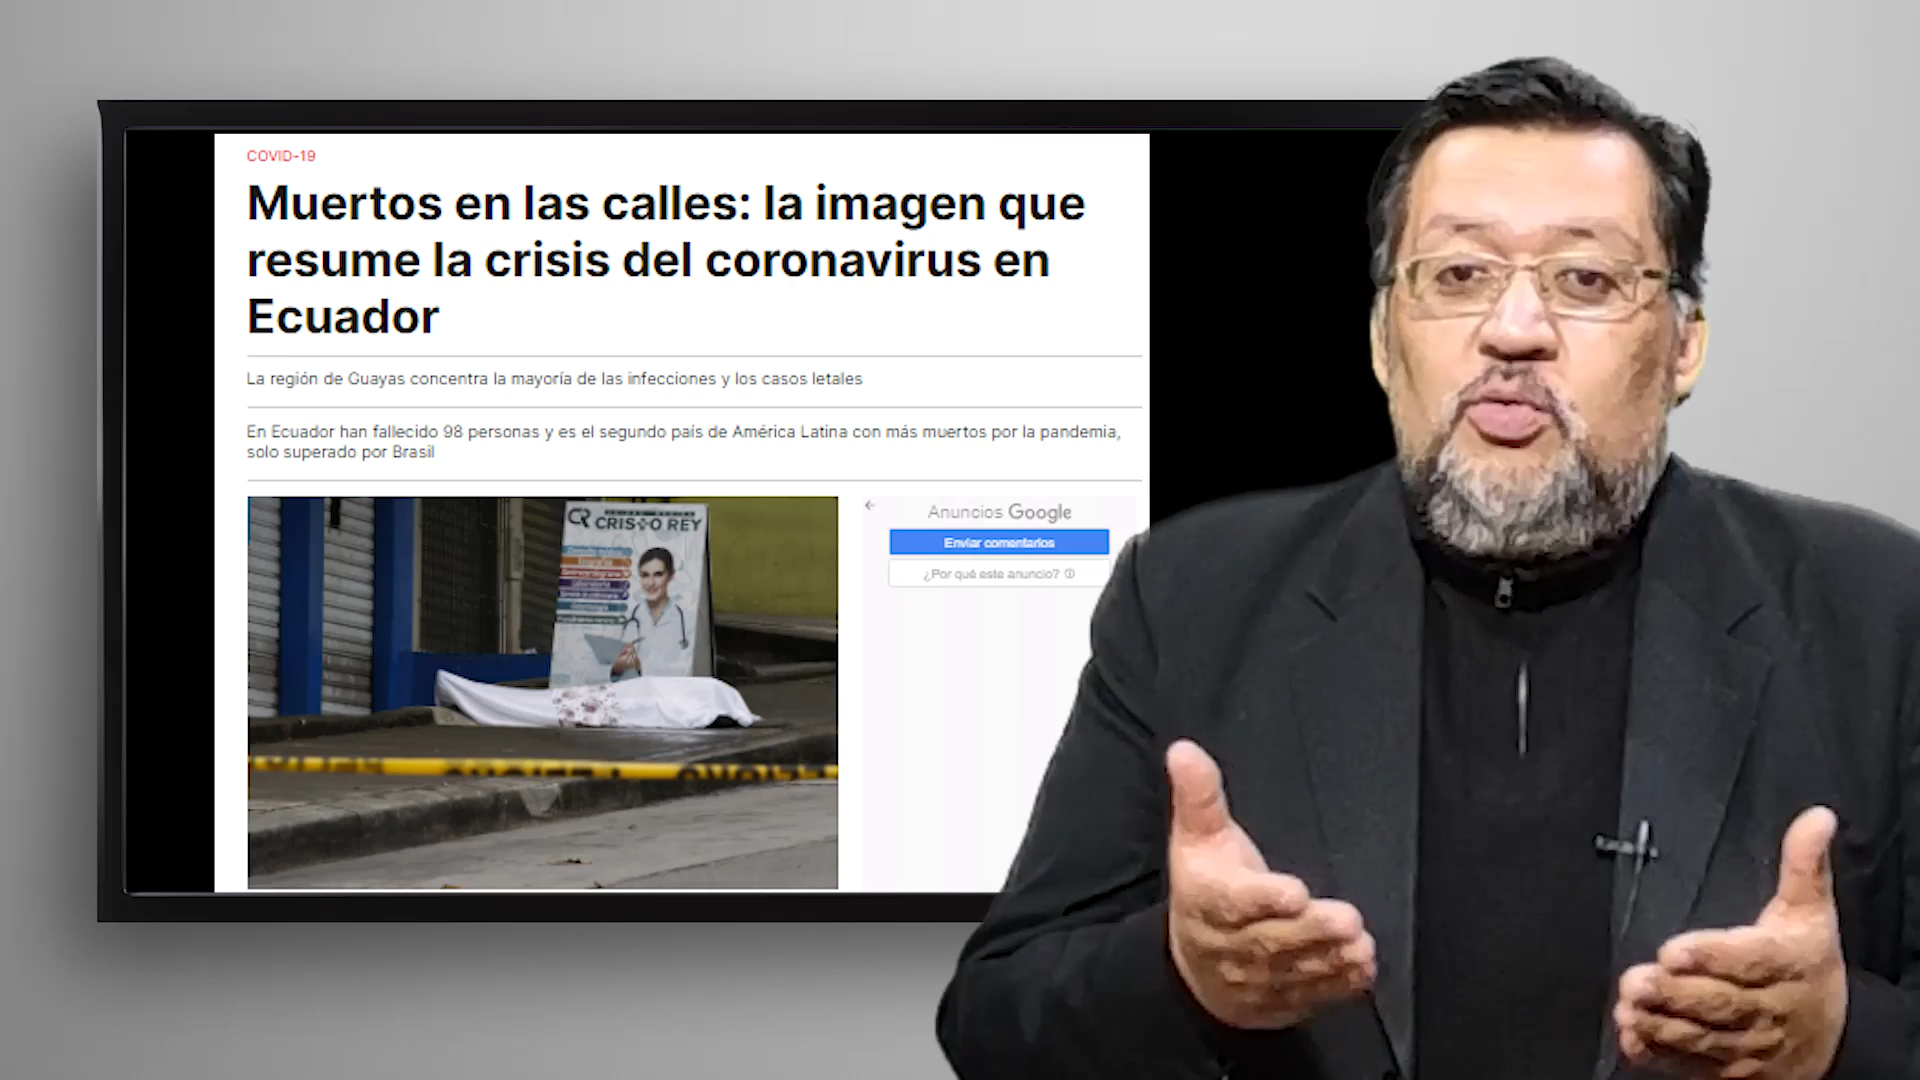 COVID-19
Muertos en las calles: la imagen que
resume la crisis del coronavirus en
Ecuador
La región de Guayas concentra la mayoría de las infecciones y los casos letales
En Ecuador han fallecido 98 personas y es el segundo país de América Latina con más muertos por la pandemia,
solo superado por Brasil
CRISTO REY
Anuncios Google
Enviar comentarios
¿Por qué este anuncio?